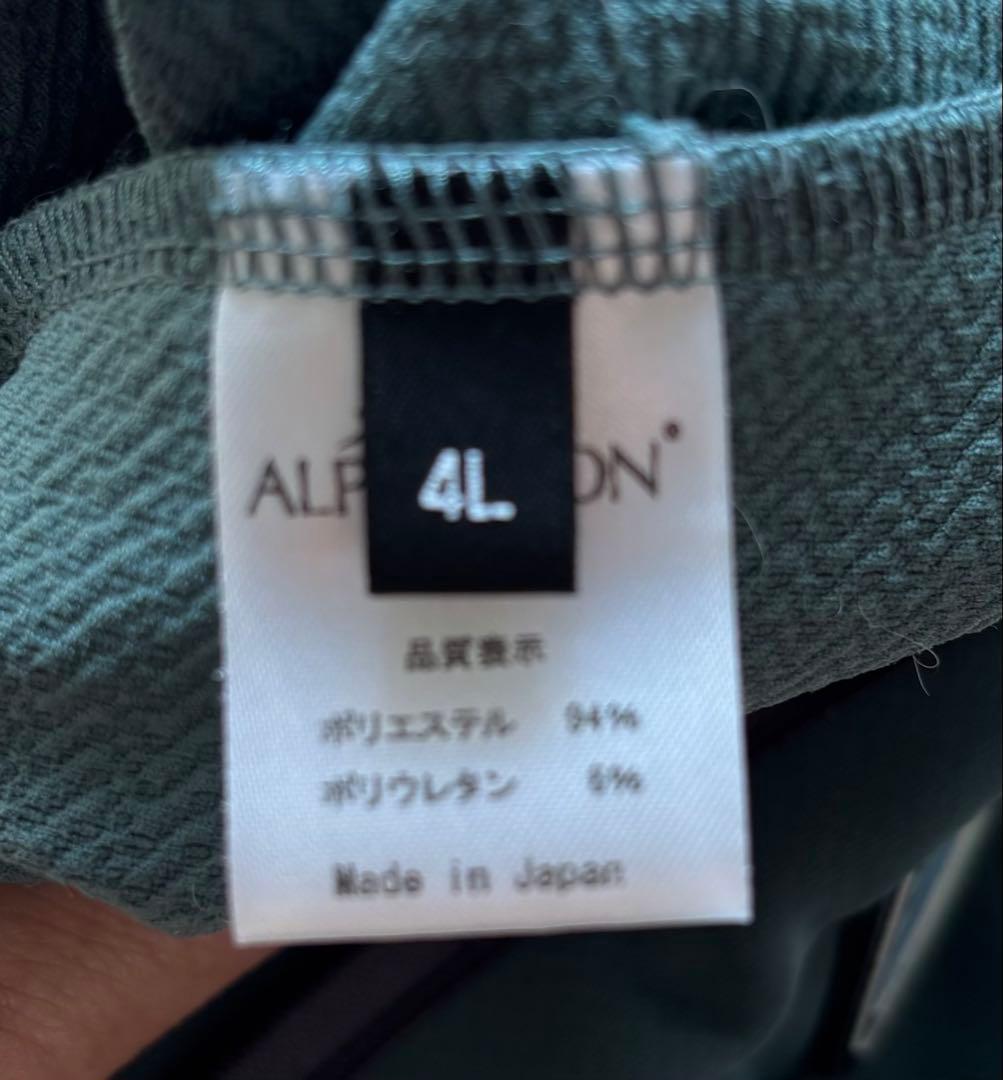 4L
品質表示
ポリエステル 94%
ポリウレタン 6%
Made in Japan